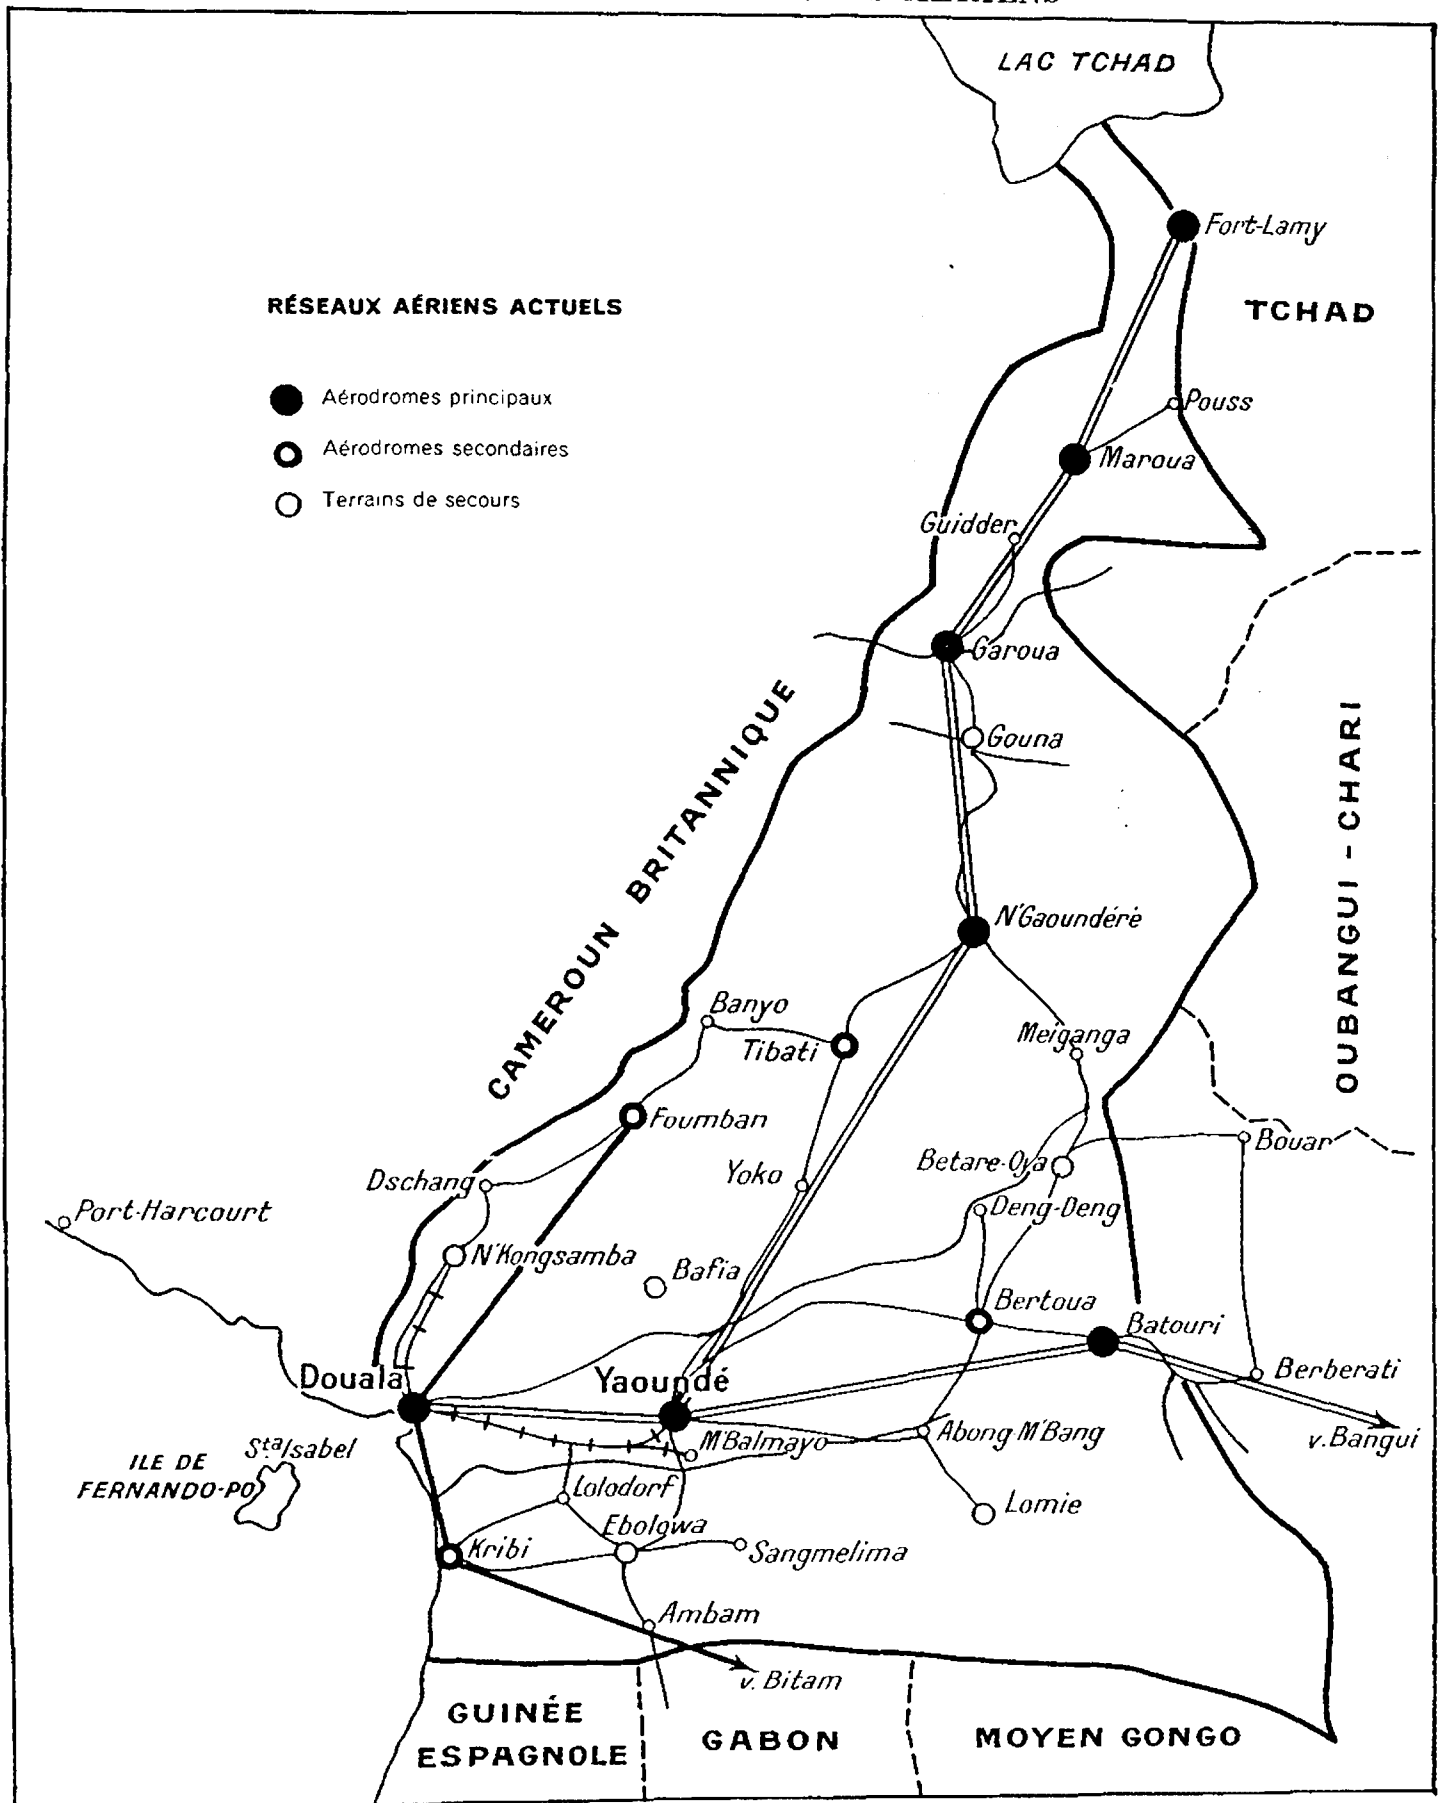 LAC TCHAD
Fort-Lamy
RÉSEAUX AÉRIENS ACTUELS
TCHAD
Aérodromes principaux
Pouss
Aérodromes secondaires
Maroua
Terrains de secours
Guidder
Garoua
CAMEROUN BRITANNIQUE
Gouna
OUBANGUI - CHARI
N'Gaoundéré
Banyo
Tibati
Meiganga
Foumban
Bouar
Betare-Oya
Yoko
Dschang
Deng-Deng
Port-Harcourt
N'Kongsamba
Bafia
Bertoua
Batouri
Douala
Yaoundé
Berberati
Abong M'Bang
v. Bangui
M'Balmayo
Sta Isabel
ILE DE
FERNANDO-PO
Lolodorf
Lomie
Ebolowa
Kribi
Sangmelima
Ambam
v. Bitam
GUINÉE
ESPAGNOLE
GABON
MOYEN GONGO